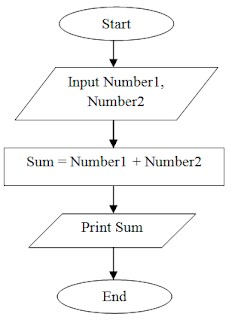 Start
Input Number1,
Number2
Sum = Number1 + Number2
Print Sum
End